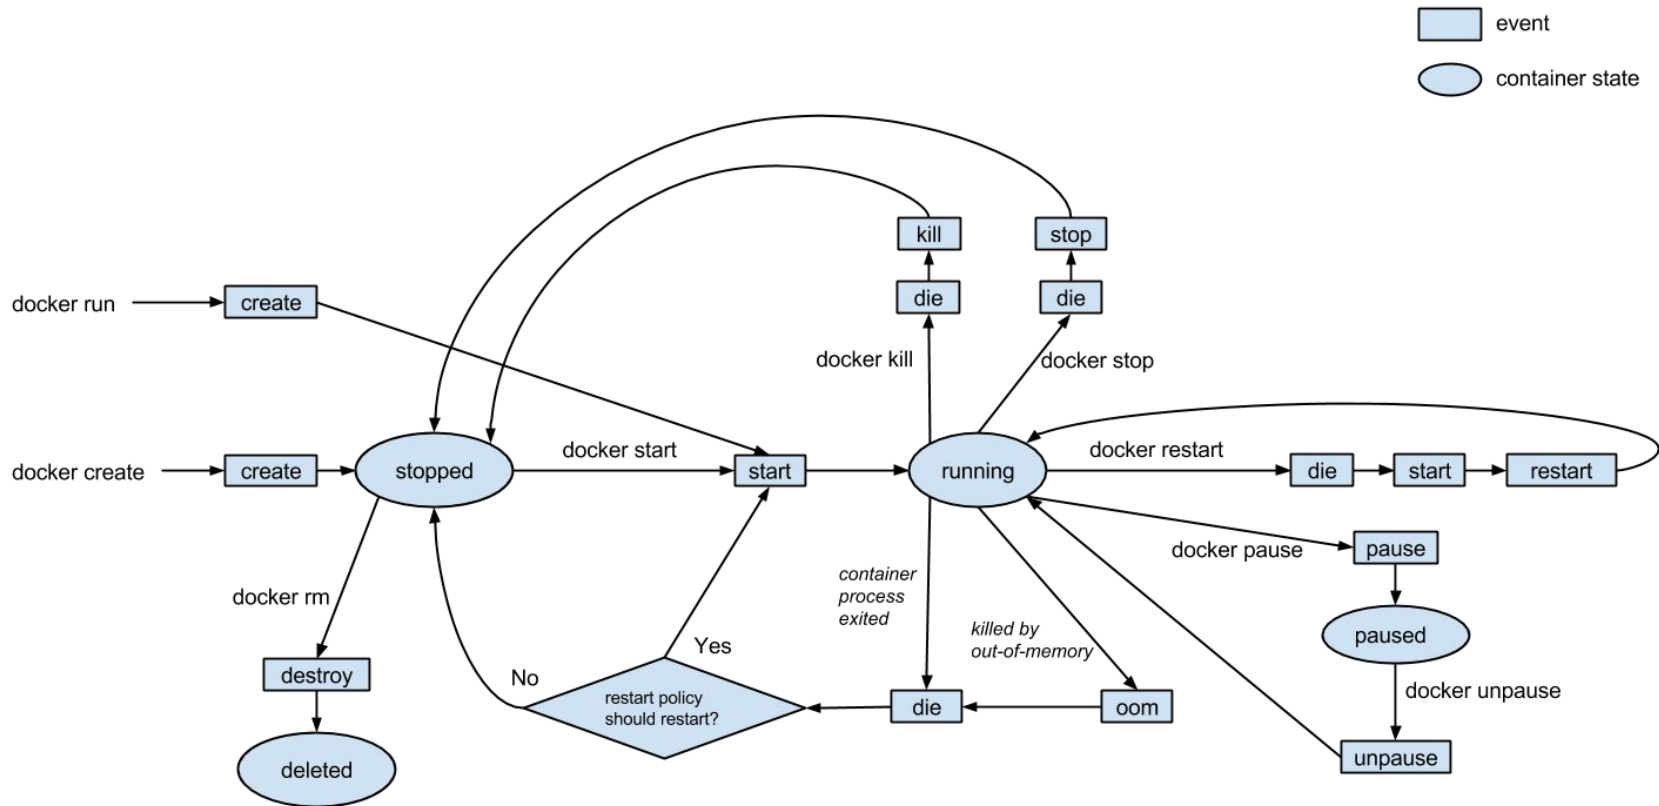 event
container state
kill
stop
die
die
docker run
create
docker kill
docker stop
docker create
create
stopped
docker start
start
running
docker restart
die
start
restart
docker pause
pause
container
process
exited
docker rm
killed by
out-of-memory
paused
Yes
No
destroy
restart policy
should restart?
die
oom
docker unpause
unpause
deleted